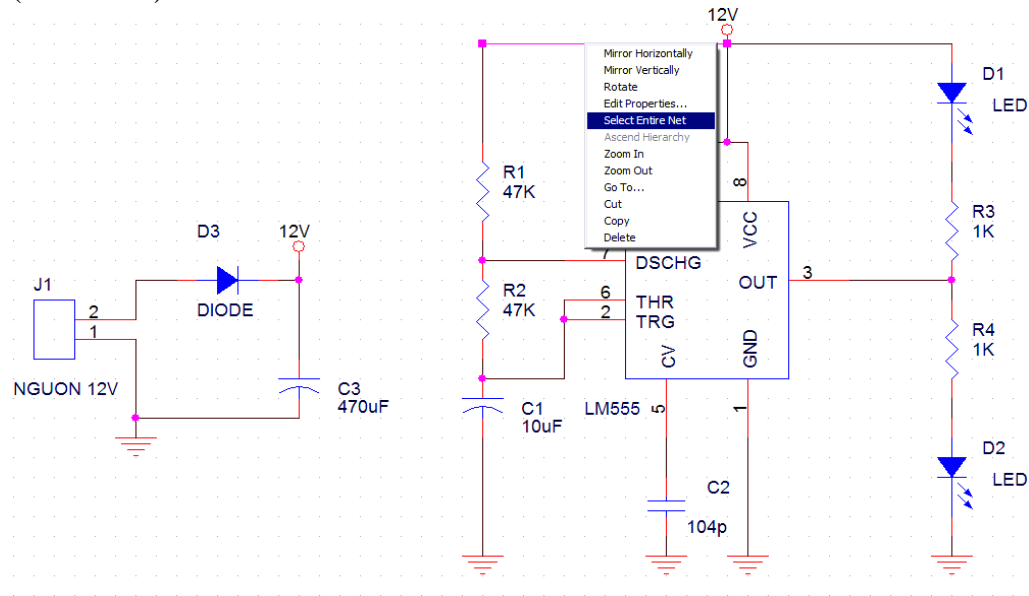 12V
Mirror Horizontally
Mirror Vertically
Rotate
Edit Properties...
Select Entire Net
Ascend Hierarchy
Zoom In
Zoom Out
Go To...
Cut
Copy
Delete
D1
LED
R1
47K
8
VCC
R3
1K
D3
12V
DIODE
J1
2
1
NGUON 12V
C3
470uF
7
DSCHG
OUT
3
R2
47K
6
THR
2
TRG
CV
GND
R4
1K
C1
10uF
LM555
5
1
C2
104p
D2
LED